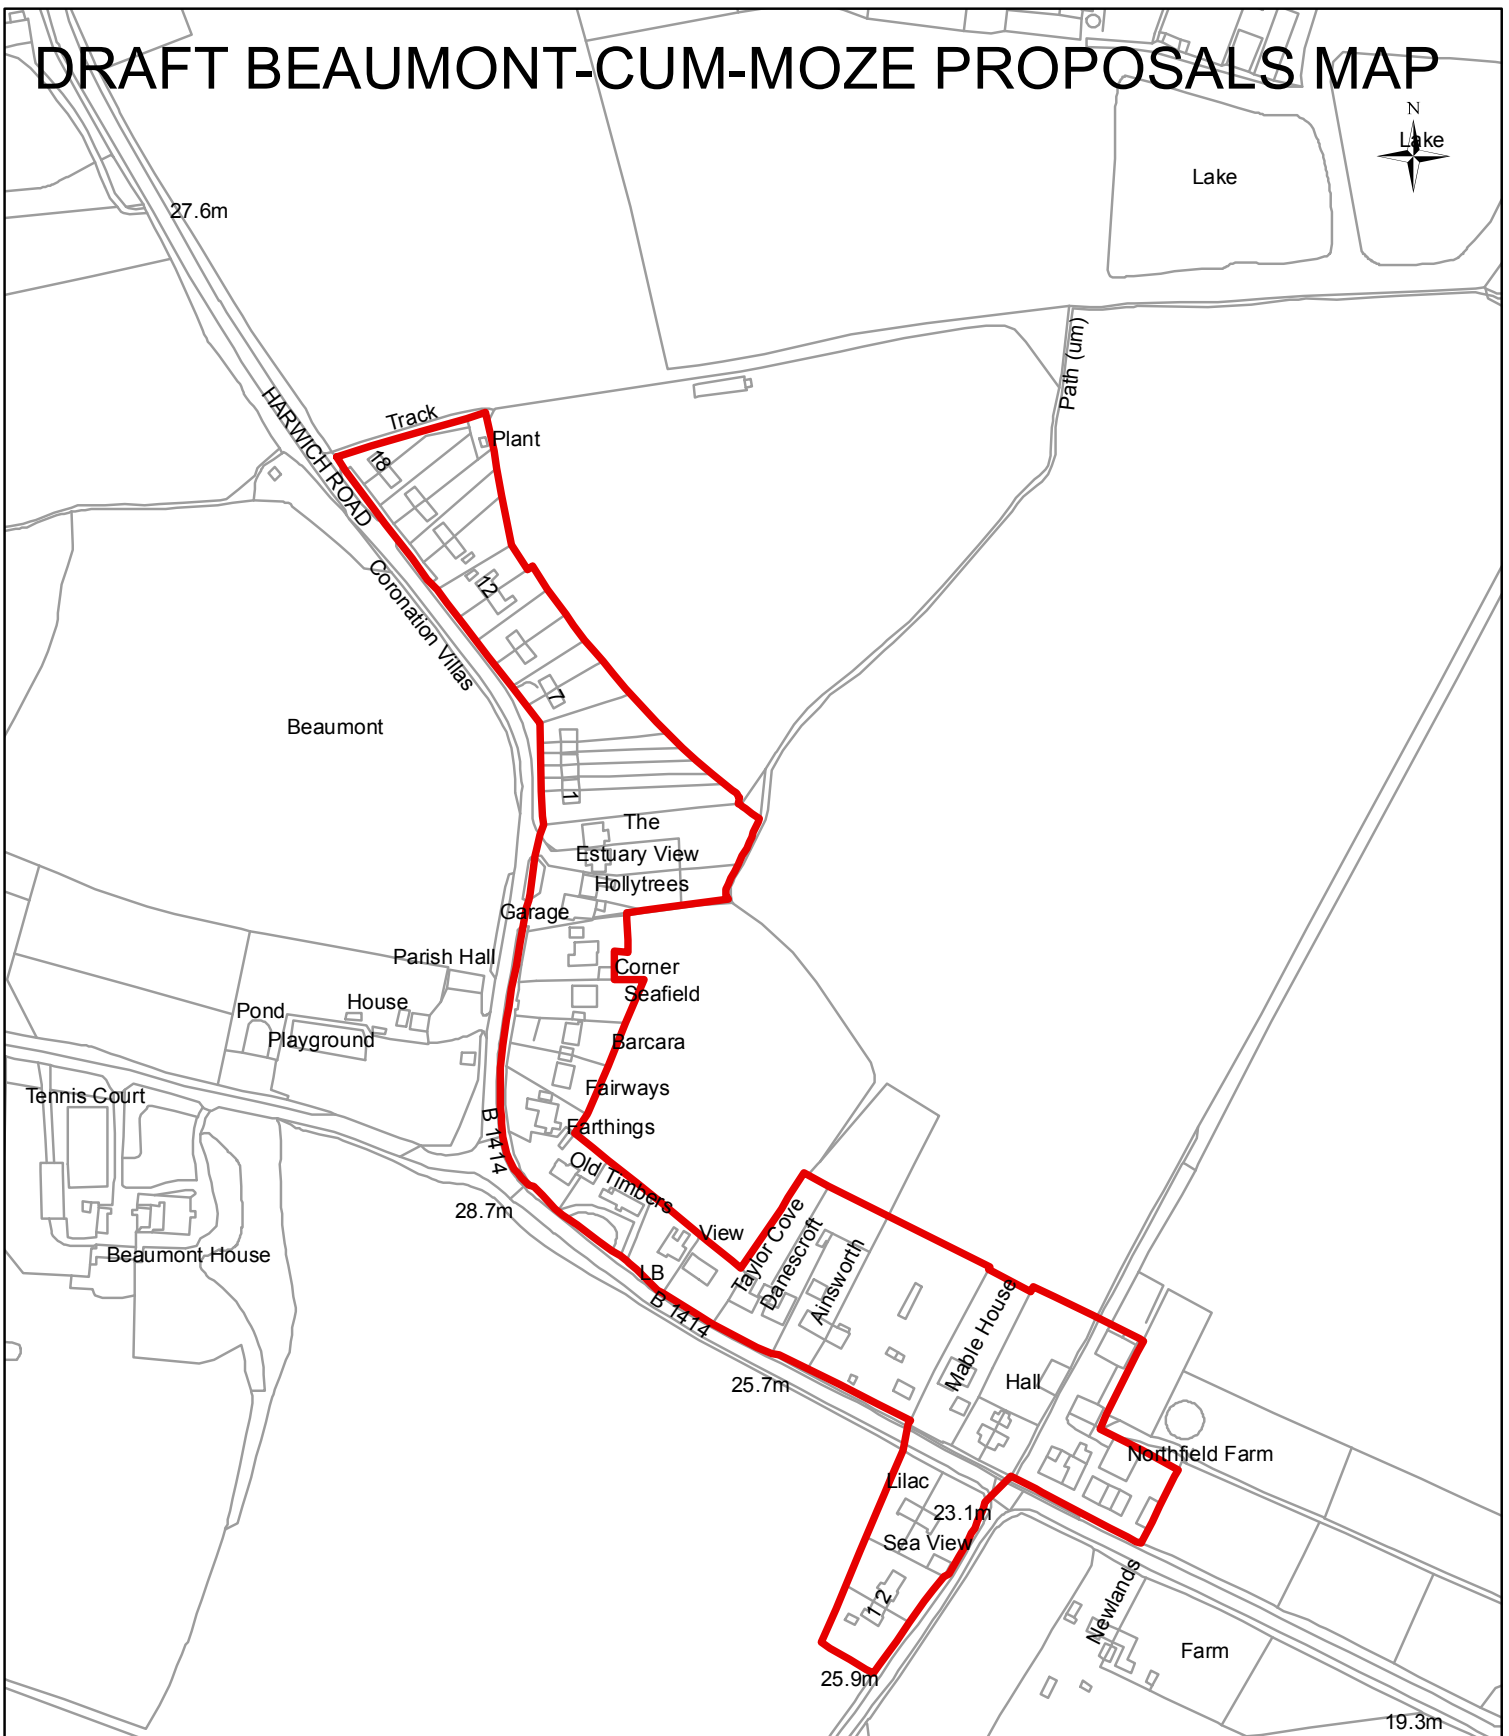 DRAFT BEAUMONT-CUM-MOZE PROPOSALS MAP
N
Lake
Lake
27.6m
Path (um)
Track
Plant
HARWICH ROAD
18
Coronation Villas
12
7
Beaumont
1
The
Estuary View
Hollytrees
Garage
Parish Hall
Corner
Seafield
House
Pond
Playground
Barcara
Fairways
Tennis Court
Farthings
B 1414
Old Timbers
28.7m
View
Taylor Cove
Danescroft
Ainsworth
Beaumont House
LB
B 1414
Mable House
25.7m
Hall
Northfield Farm
Lilac
23.1m
Sea View
1 2
Newlands
Farm
25.9m
19.3m